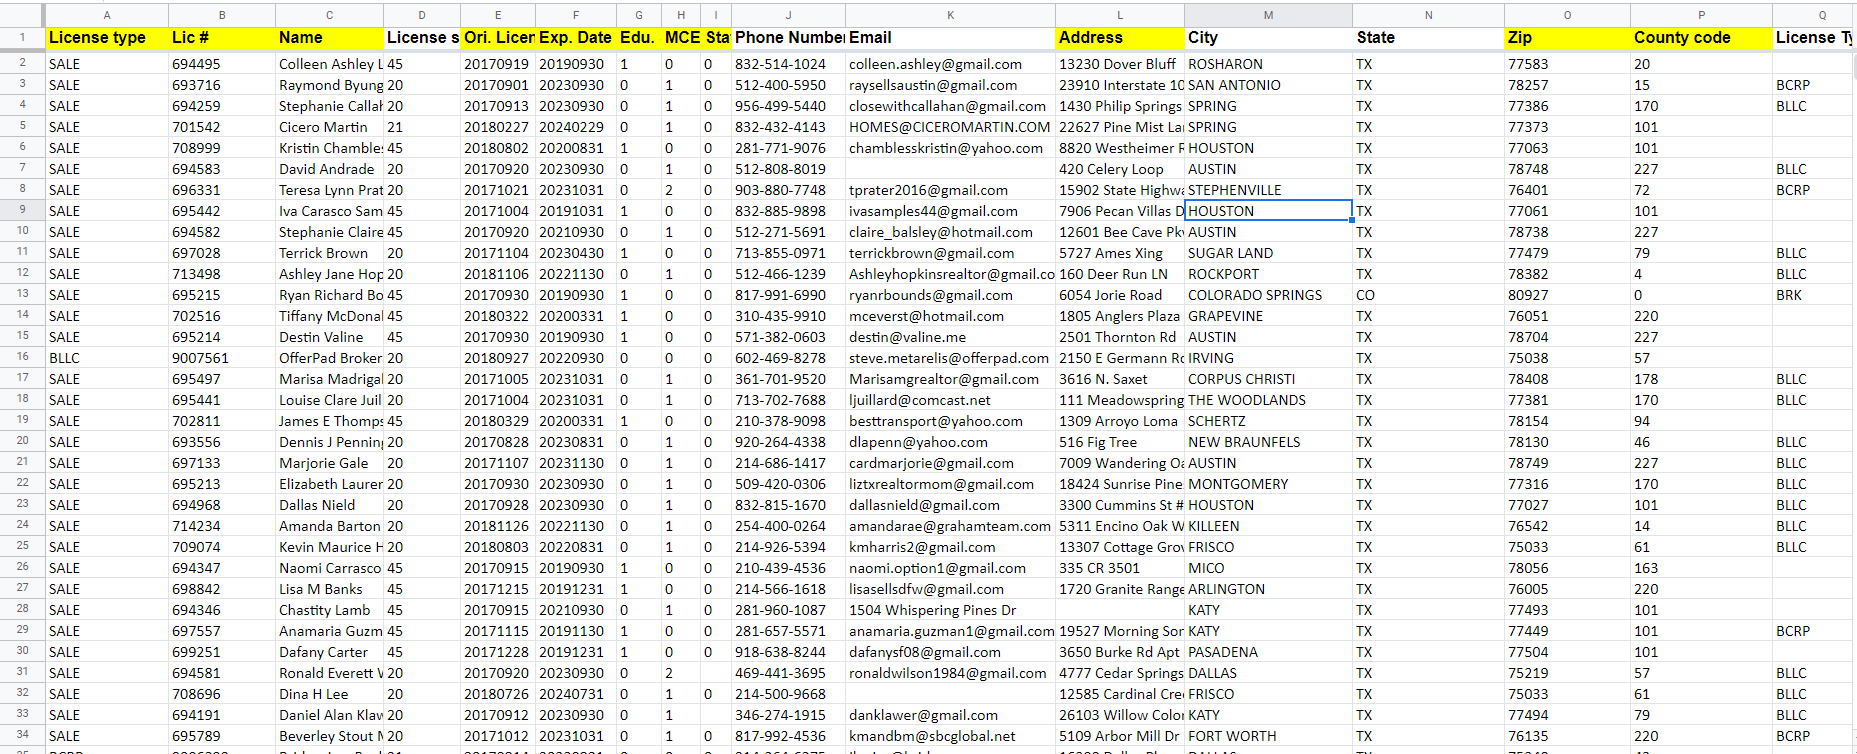 A B C D E F G H I J K L M N O P Q
1 License type Lic # Name License s Ori. Licen Exp. Date Edu. MCE Sta Phone Number Email Address City State Zip County code License Ty
2 SALE 694495 Colleen Ashley L 45 20170919 20190930 1 0 0 832-514-1024 colleen.ashley@gmail.com 13230 Dover Bluff ROSHARON TX 77583 20
3 SALE 693716 Raymond Byung 20 20170901 20230930 0 1 0 512-400-5950 raysellsaustin@gmail.com 23910 Interstate 10 SAN ANTONIO TX 78257 15 BCRP
4 SALE 694259 Stephanie Callah 20 20170913 20230930 0 1 0 956-499-5440 closewithcallahan@gmail.com 1430 Philip Springs SPRING TX 77386 170 BLLC
5 SALE 701542 Cicero Martin 21 20180227 20240229 0 1 0 832-432-4143 HOMES@CICEROMARTIN.COM 22627 Pine Mist La SPRING TX 77373 101
6 SALE 708999 Kristin Chambles 45 20180802 20200831 1 0 0 281-771-9076 chamblesskristin@yahoo.com 8820 Westheimer R HOUSTON TX 77063 101
7 SALE 694583 David Andrade 20 20170920 20230930 0 1 0 512-808-8019 420 Celery Loop AUSTIN TX 78748 227 BLLC
8 SALE 696331 Teresa Lynn Prat 20 20171021 20231031 0 2 0 903-880-7748 tprater2016@gmail.com 15902 State Highwa STEPHENVILLE TX 76401 72 BCRP
9 SALE 695442 Iva Carasco Sam 45 20171004 20191031 1 0 0 832-885-9898 ivasamples44@gmail.com 7906 Pecan Villas D HOUSTON TX 77061 101
10 SALE 694582 Stephanie Claire 45 20170920 20210930 0 1 0 512-271-5691 claire_balsley@hotmail.com 12601 Bee Cave Pkw AUSTIN TX 78738 227
11 SALE 697028 Terrick Brown 20 20171104 20230430 1 0 0 713-855-0971 terrickbrown@gmail.com 5727 Ames Xing SUGAR LAND TX 77479 79 BLLC
12 SALE 713498 Ashley Jane Hop 20 20181106 20221130 0 1 0 512-466-1239 Ashleyhopkinsrealtor@gmail.co 160 Deer Run LN ROCKPORT TX 78382 4 BLLC
13 SALE 695215 Ryan Richard Bo 45 20170930 20190930 1 0 0 817-991-6990 ryanrbounds@gmail.com 6054 Jorie Road COLORADO SPRINGS CO 80927 0 BRK
14 SALE 702516 Tiffany McDonal 45 20180322 20200331 1 0 0 310-435-9910 mceverst@hotmail.com 1805 Anglers Plaza GRAPEVINE TX 76051 220
15 SALE 695214 Destin Valine 45 20170930 20190930 1 0 0 571-382-0603 destin@valine.me 2501 Thornton Rd AUSTIN TX 78704 227
16 BLLC 9007561 OfferPad Broker 20 20180927 20220930 0 0 0 602-469-8278 steve.metarelis@offerpad.com 2150 E Germann Rd IRVING TX 75038 57
17 SALE 695497 Marisa Madrigal 20 20171005 20231031 0 1 0 361-701-9520 Marisamgrealtor@gmail.com 3616 N. Saxet CORPUS CHRISTI TX 78408 178 BLLC
18 SALE 695441 Louise Clare Juil 20 20171004 20231031 0 1 0 713-702-7688 ljuillard@comcast.net 111 Meadowspring THE WOODLANDS TX 77381 170 BLLC
19 SALE 702811 James E Thomps 45 20180329 20200331 1 0 0 210-378-9098 besttransport@yahoo.com 1309 Arroyo Loma SCHERTZ TX 78154 94
20 SALE 693556 Dennis J Penning 20 20170828 20230831 0 1 0 920-264-4338 dlapenn@yahoo.com 516 Fig Tree NEW BRAUNFELS TX 78130 46 BLLC
21 SALE 697133 Marjorie Gale 20 20171107 20231130 0 1 0 214-686-1417 cardmarjorie@gmail.com 7009 Wandering Oa AUSTIN TX 78749 227 BLLC
22 SALE 695213 Elizabeth Lauren 20 20170930 20230930 0 1 0 509-420-0306 liztxrealtormom@gmail.com 18424 Sunrise Pine MONTGOMERY TX 77316 170 BLLC
23 SALE 694968 Dallas Nield 20 20170928 20230930 0 1 0 832-815-1670 dallasnield@gmail.com 3300 Cummins St # HOUSTON TX 77027 101 BLLC
24 SALE 714234 Amanda Barton 20 20181126 20221130 0 1 0 254-400-0264 amandarae@grahamteam.com 5311 Encino Oak W KILLEEN TX 76542 14 BLLC
25 SALE 709074 Kevin Maurice H 20 20180803 20220831 0 1 0 214-926-5394 kmharris2@gmail.com 13307 Cottage Grov FRISCO TX 75033 61 BLLC
26 SALE 694347 Naomi Carrasco 45 20170915 20190930 1 0 0 210-439-4536 naomi.option1@gmail.com 335 CR 3501 MICO TX 78056 163
27 SALE 698842 Lisa M Banks 45 20171215 20191231 1 0 0 214-566-1618 lisasellsdfw@gmail.com 1720 Granite Range ARLINGTON TX 76005 220
28 SALE 694346 Chastity Lamb 45 20170915 20210930 0 1 0 281-960-1087 1504 Whispering Pines Dr KATY TX 77493 101
29 SALE 697557 Anamaria Guzm 45 20171115 20191130 1 0 0 281-657-5571 anamaria.guzman1@gmail.com 19527 Morning Son KATY TX 77449 101 BCRP
30 SALE 699251 Dafany Carter 45 20171228 20191231 1 0 0 918-638-8244 dafanysf08@gmail.com 3650 Burke Rd Apt PASADENA TX 77504 101
31 SALE 694581 Ronald Everett W 20 20170920 20230930 0 2 469-441-3695 ronaldwilson1984@gmail.com 4777 Cedar Springs DALLAS TX 75219 57 BLLC
32 SALE 708696 Dina H Lee 20 20180726 20240731 0 1 0 214-500-9668 12585 Cardinal Cree FRISCO TX 75033 61 BLLC
33 SALE 694191 Daniel Alan Klaw 20 20170912 20230930 0 1 346-274-1915 danklawer@gmail.com 26103 Willow Color KATY TX 77494 79 BLLC
34 SALE 695789 Beverley Stout M 20 20171012 20231031 0 1 0 817-992-4536 kmandbm@sbcglobal.net 5109 Arbor Mill Dr FORT WORTH TX 76135 220 BCRP